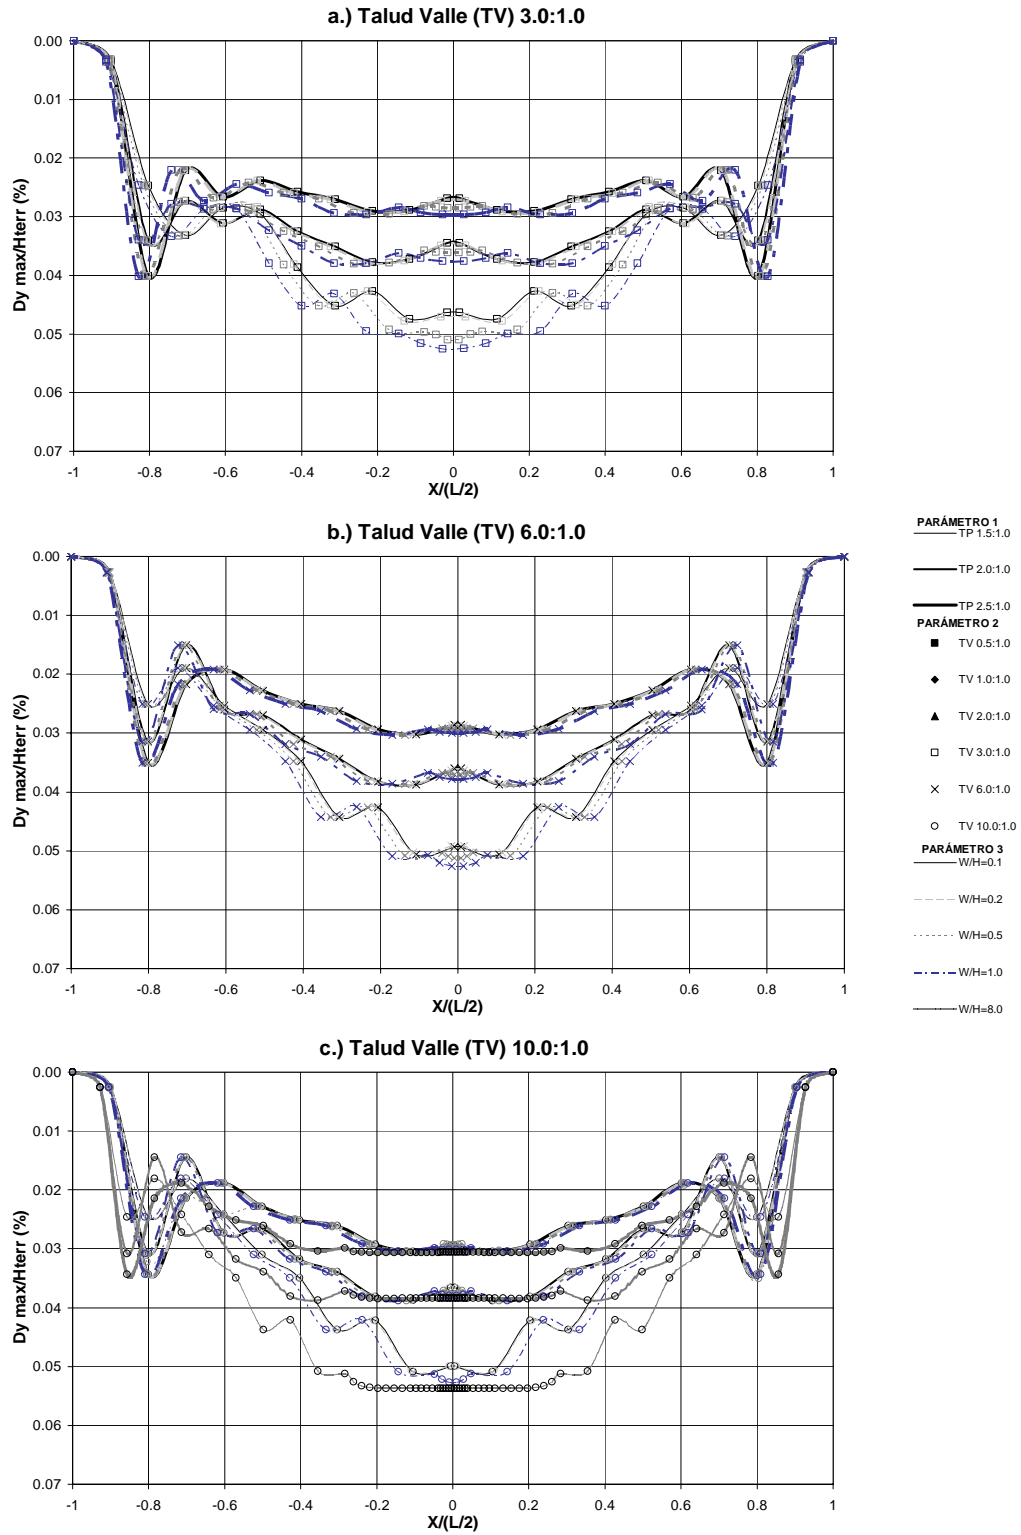 a.) Talud Valle (TV) 3.0:1.0
0.00
0.01
0.02
0.03
0.04
0.05
0.06
0.07
Dy max/Hterr (%)
-1 -0.8 -0.6 -0.4 -0.2 0 0.2 0.4 0.6 0.8 1
X/(L/2)
b.) Talud Valle (TV) 6.0:1.0
0.00
0.01
0.02
0.03
0.04
0.05
0.06
0.07
Dy max/Hterr (%)
-1 -0.8 -0.6 -0.4 -0.2 0 0.2 0.4 0.6 0.8 1
X/(L/2)
PARÁMETRO 1
TP 1.5:1.0
TP 2.0:1.0
TP 2.5:1.0
PARÁMETRO 2
TV 0.5:1.0
TV 1.0:1.0
TV 2.0:1.0
TV 3.0:1.0
TV 6.0:1.0
TV 10.0:1.0
PARÁMETRO 3
W/H=0.1
W/H=0.2
W/H=0.5
W/H=1.0
W/H=8.0
c.) Talud Valle (TV) 10.0:1.0
0.00
0.01
0.02
0.03
0.04
0.05
0.06
0.07
Dy max/Hterr (%)
-1 -0.8 -0.6 -0.4 -0.2 0 0.2 0.4 0.6 0.8 1
X/(L/2)